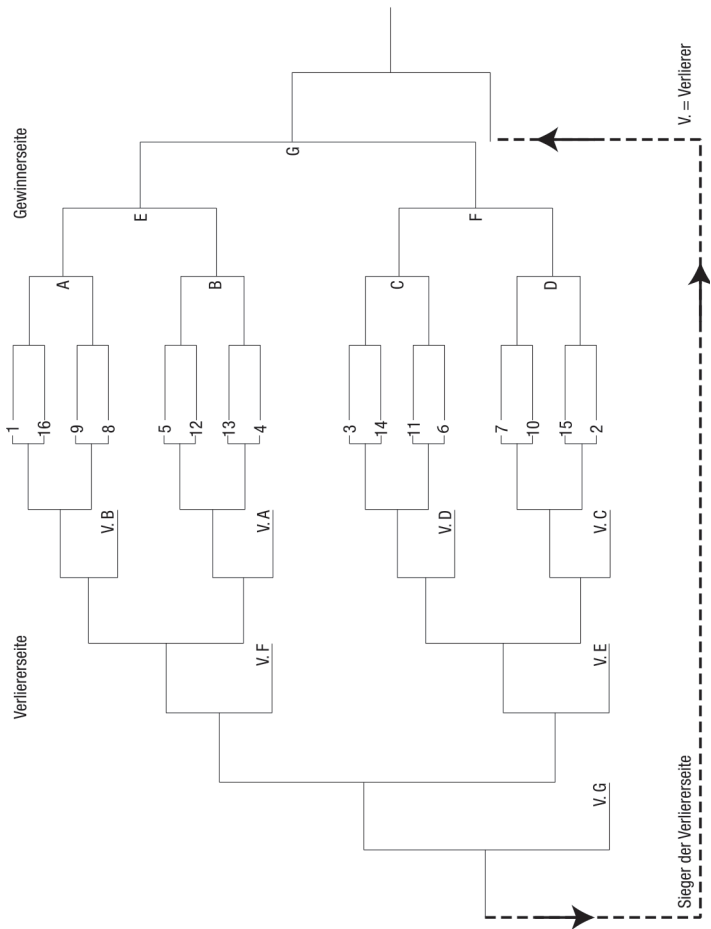 Gewinnerseite
G
E
F
A
B
C
D
1
16
9
8
5
12
13
4
3
14
11
6
7
10
15
2
V. B
V. A
V. D
V. C
Verliererseite
V. F
V. E
V. G
Sieger der Verliererseite
V. = Verlierer